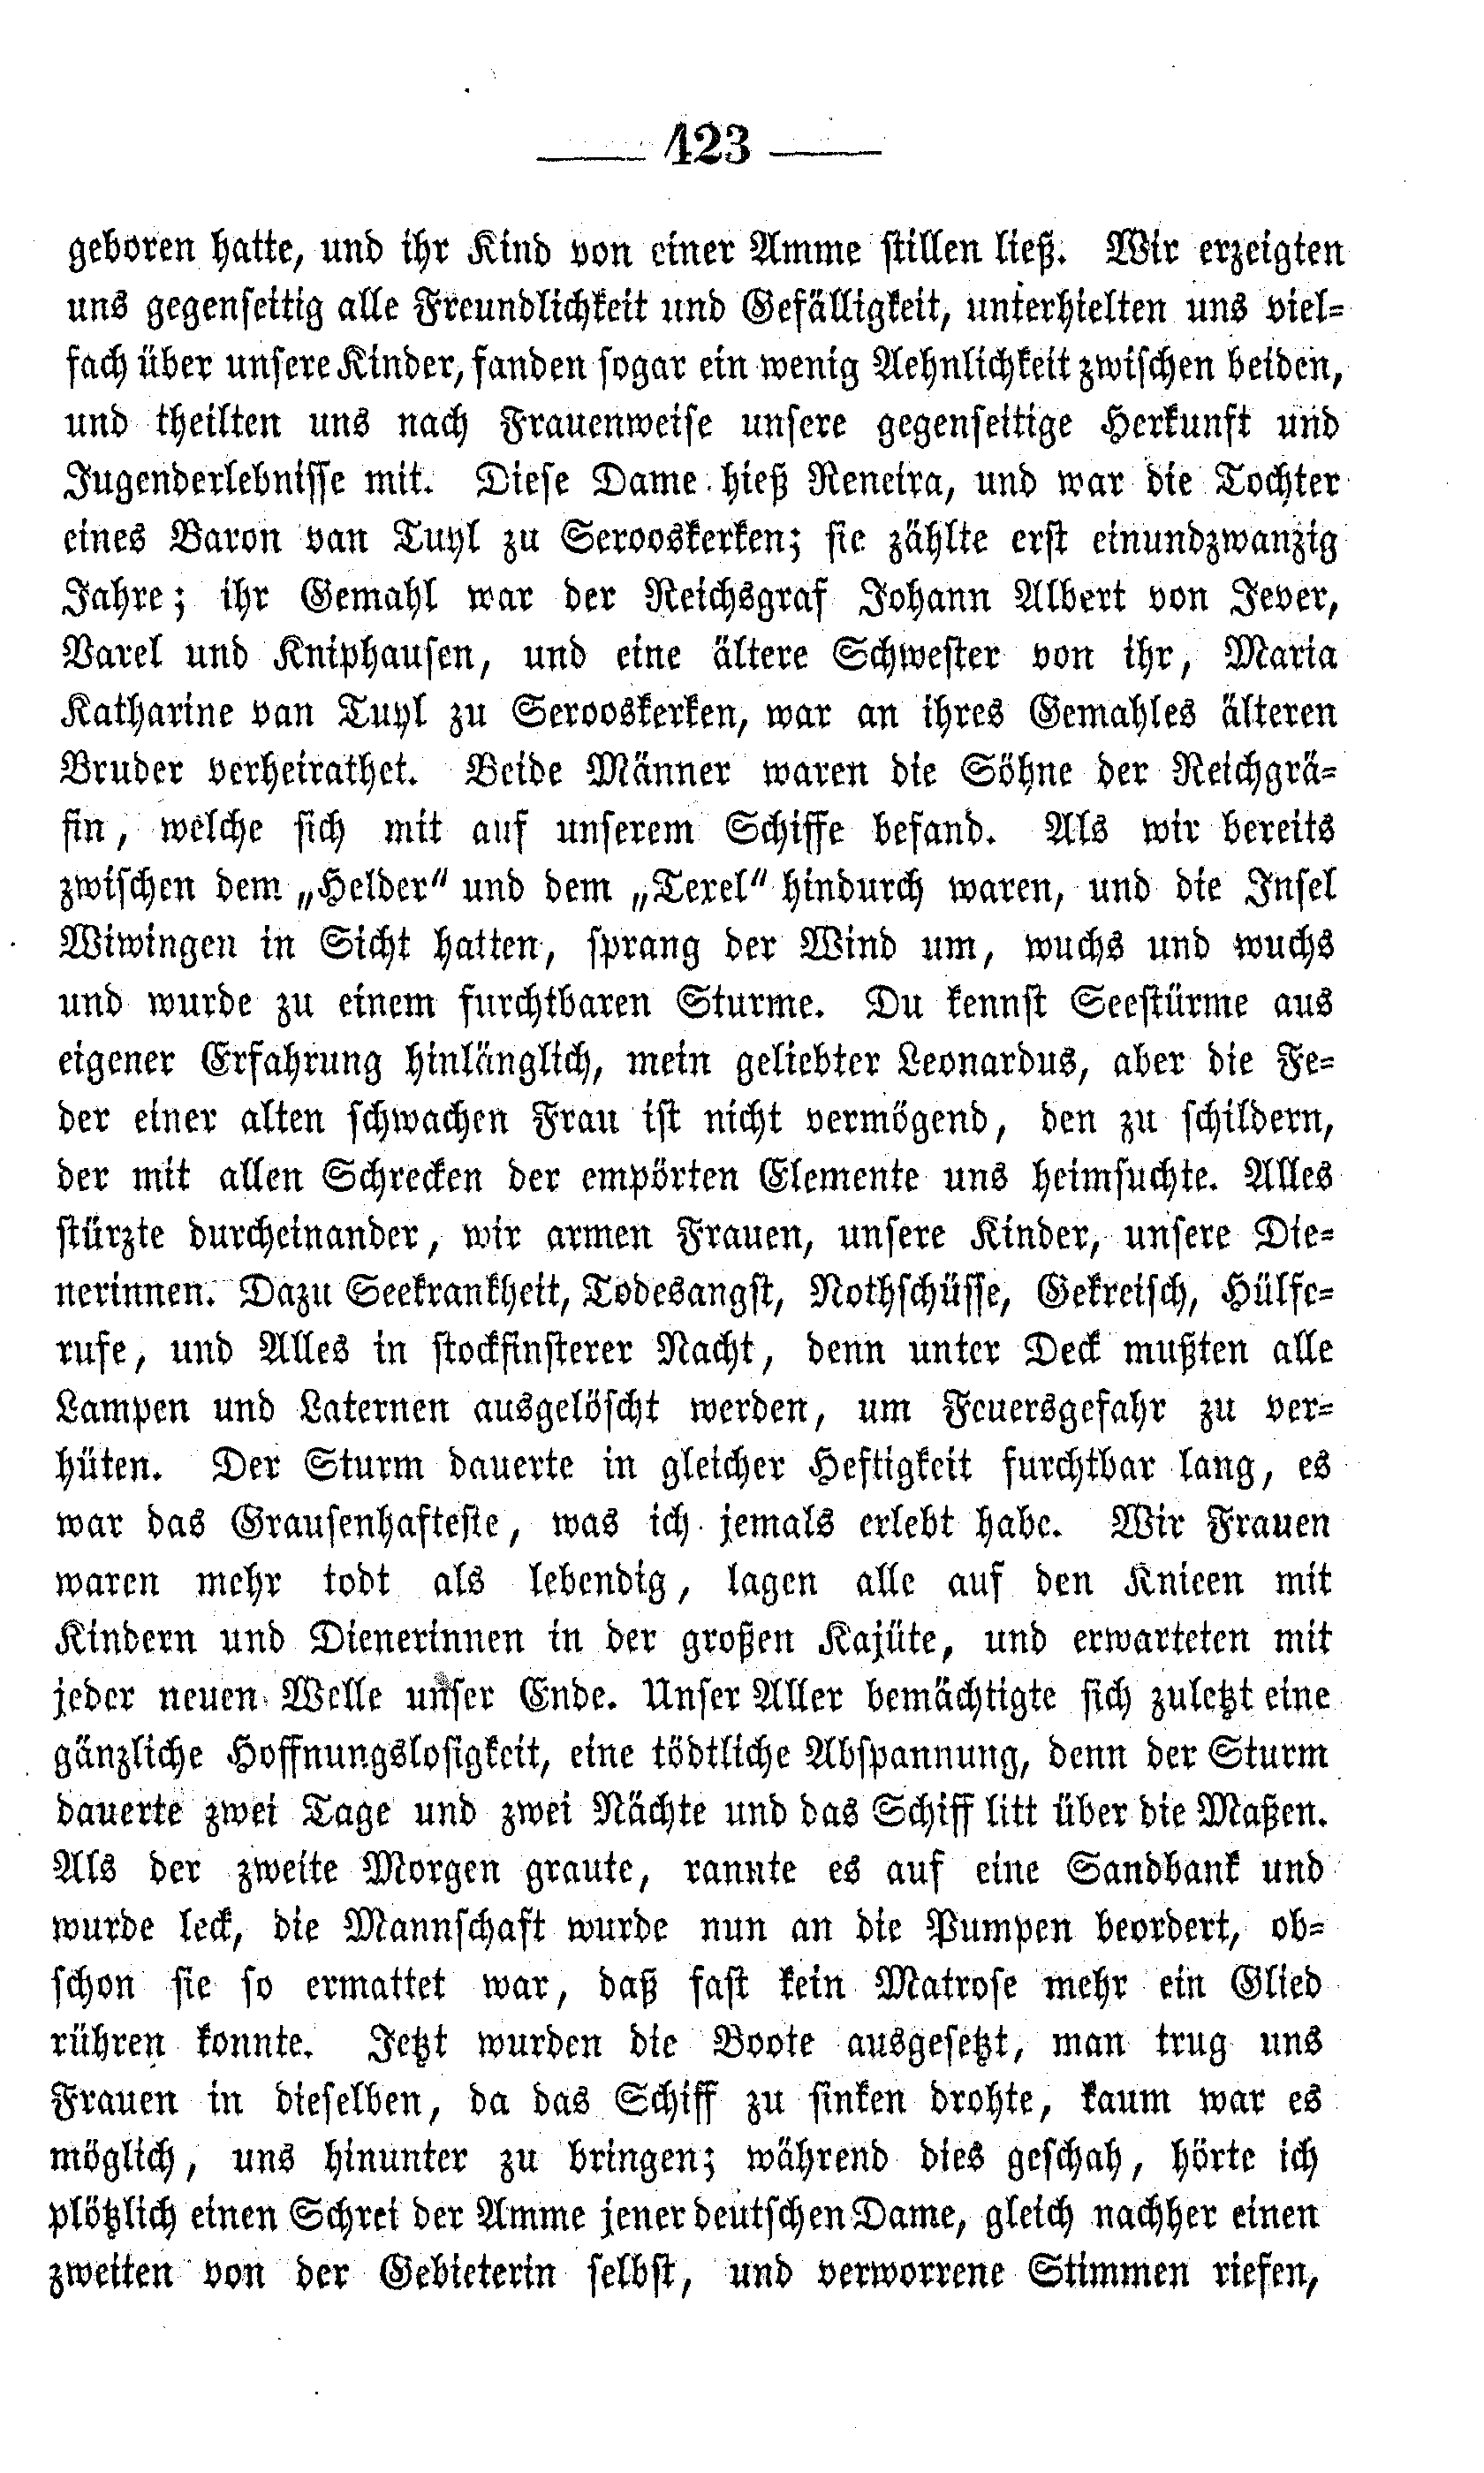 423
geboren hatte, und ihr Kind von einer Amme stillen ließ. Wir erzeigten
uns gegenseitig alle Freundlichkeit und Gefälligkeit, unterhielten uns viel-
fach über unsere Kinder, fanden sogar ein wenig Aehnlichkeit zwischen beiden,
und theilten uns nach Frauenweise unsere gegenseitige Herkunft und
Jugenderlebnisse mit. Diese Dame hieß Reneira, und war die Tochter
eines Baron van Tuyl zu Serooskerken; sie zählte erst einundzwanzig
Jahre; ihr Gemahl war der Reichsgraf Johann Albert von Jever,
Varel und Kniphausen, und eine ältere Schwester von ihr, Maria
Katharine van Tuyl zu Serooskerken, war an ihres Gemahles älteren
Bruder verheirathet. Beide Männer waren die Söhne der Reichgrä-
fin, welche sich mit auf unserem Schiffe befand. Als wir bereits
zwischen dem „Helder“ und dem „Texel“ hindurch waren, und die Insel
Wiwingen in Sicht hatten, sprang der Wind um, wuchs und wuchs
und wurde zu einem furchtbaren Sturme. Du kennst Seestürme aus
eigener Erfahrung hinlänglich, mein geliebter Leonardus, aber die Fe-
der einer alten schwachen Frau ist nicht vermögend, den zu schildern,
der mit allen Schrecken der empörten Elemente uns heimsuchte. Alles
stürzte durcheinander, wir armen Frauen, unsere Kinder, unsere Die-
nerinnen. Dazu Seekrankheit, Todesangst, Nothschüsse, Gekreisch, Hülfe-
rufe, und Alles in stockfinsterer Nacht, denn unter Deck mußten alle
Lampen und Laternen ausgelöscht werden, um Feuersgefahr zu ver-
hüten. Der Sturm dauerte in gleicher Heftigkeit furchtbar lang, es
war das Grausenhafteste, was ich jemals erlebt habe. Wir Frauen
waren mehr todt als lebendig, lagen alle auf den Knieen mit
Kindern und Dienerinnen in der großen Kajüte, und erwarteten mit
jeder neuen Welle unser Ende. Unser Aller bemächtigte sich zuletzt eine
gänzliche Hoffnungslosigkeit, eine tödtliche Abspannung, denn der Sturm
dauerte zwei Tage und zwei Nächte und das Schiff litt über die Maßen.
Als der zweite Morgen graute, rannte es auf eine Sandbank und
wurde leck, die Mannschaft wurde nun an die Pumpen beordert, ob-
schon sie so ermattet war, daß fast kein Matrose mehr ein Glied
rühren konnte. Jetzt wurden die Boote ausgesetzt, man trug uns
Frauen in dieselben, da das Schiff zu sinken drohte, kaum war es
möglich, uns hinunter zu bringen; während dies geschah, hörte ich
plötzlich einen Schrei der Amme jener deutschen Dame, gleich nachher einen
zweiten von der Gebieterin selbst, und verworrene Stimmen riefen,